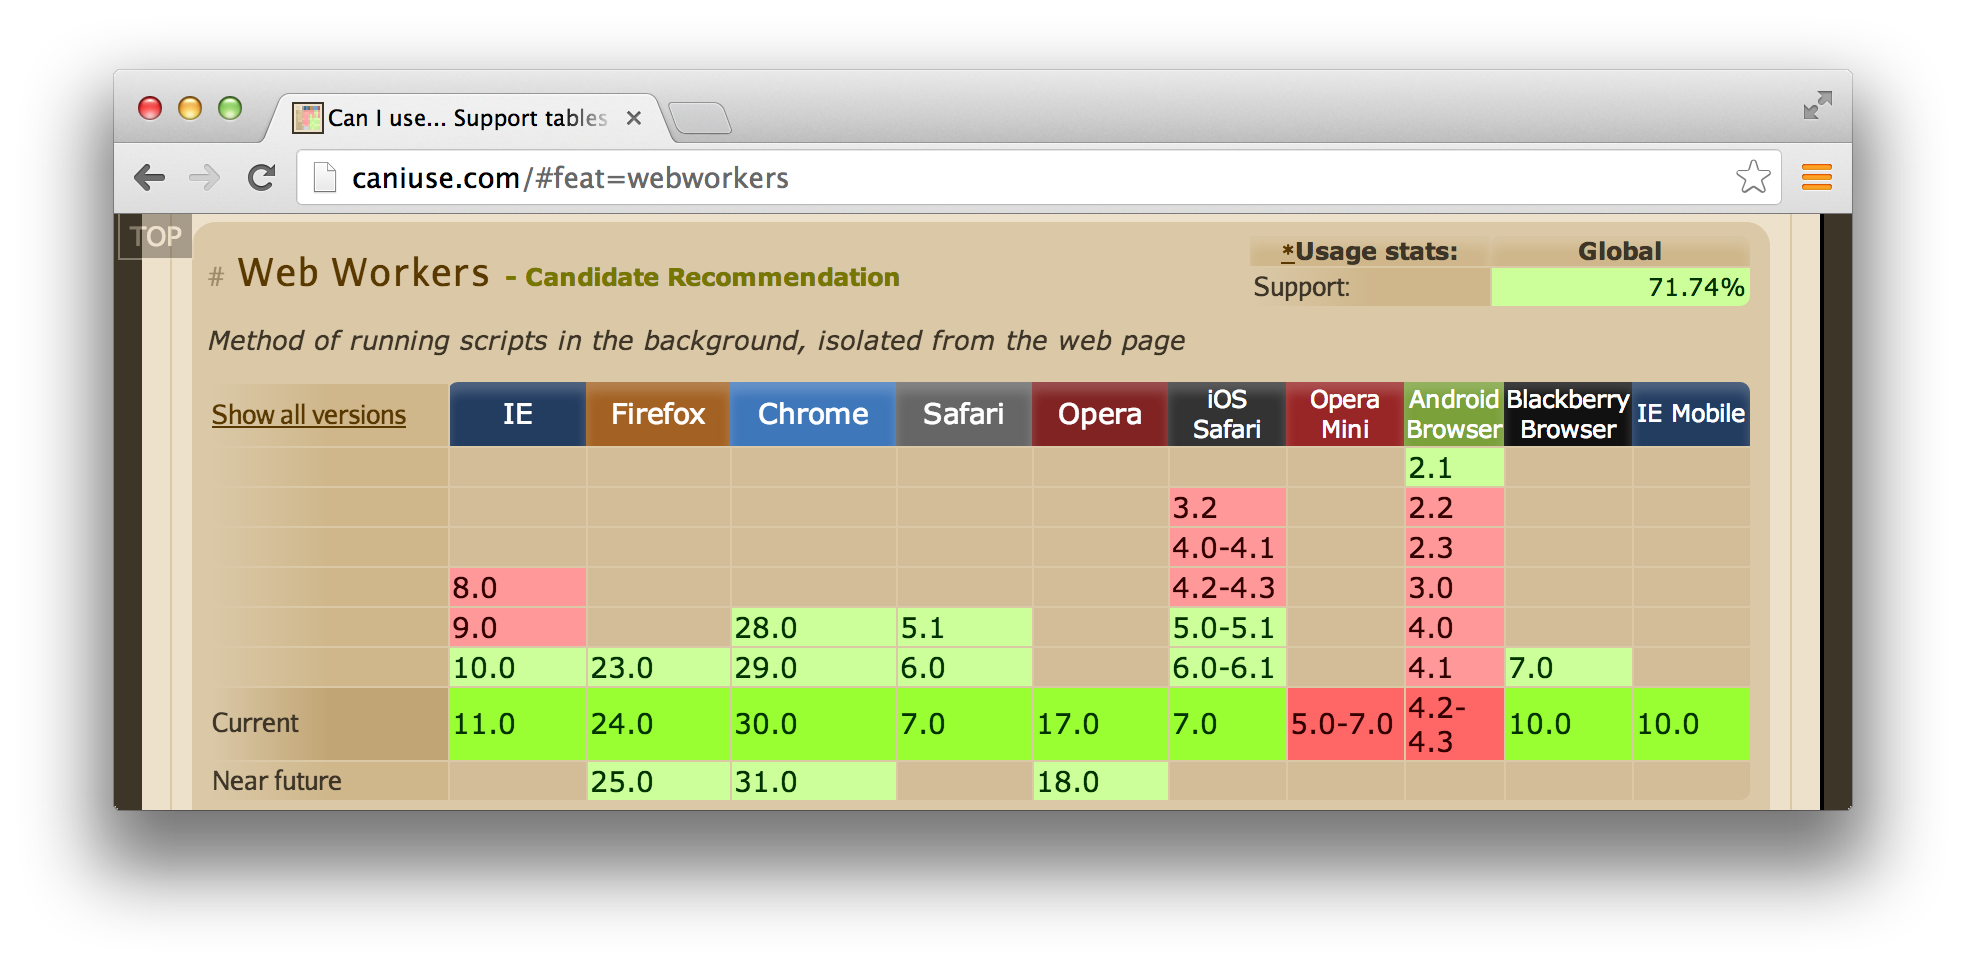 Can I use... Support tables
caniuse.com/#feat=webworkers
TOP
# Web Workers - Candidate Recommendation
*Usage stats: Global
Support: 71.74%
Method of running scripts in the background, isolated from the web page
Show all versions IE Firefox Chrome Safari Opera iOS Safari Opera Mini Android Browser Blackberry Browser IE Mobile
2.1
3.2 2.2
4.0-4.1 2.3
8.0 4.2-4.3 3.0
9.0 28.0 5.1 5.0-5.1 4.0
10.0 23.0 29.0 6.0 6.0-6.1 4.1 7.0
Current 11.0 24.0 30.0 7.0 17.0 7.0 5.0-7.0 4.2-4.3 10.0 10.0
Near future 25.0 31.0 18.0